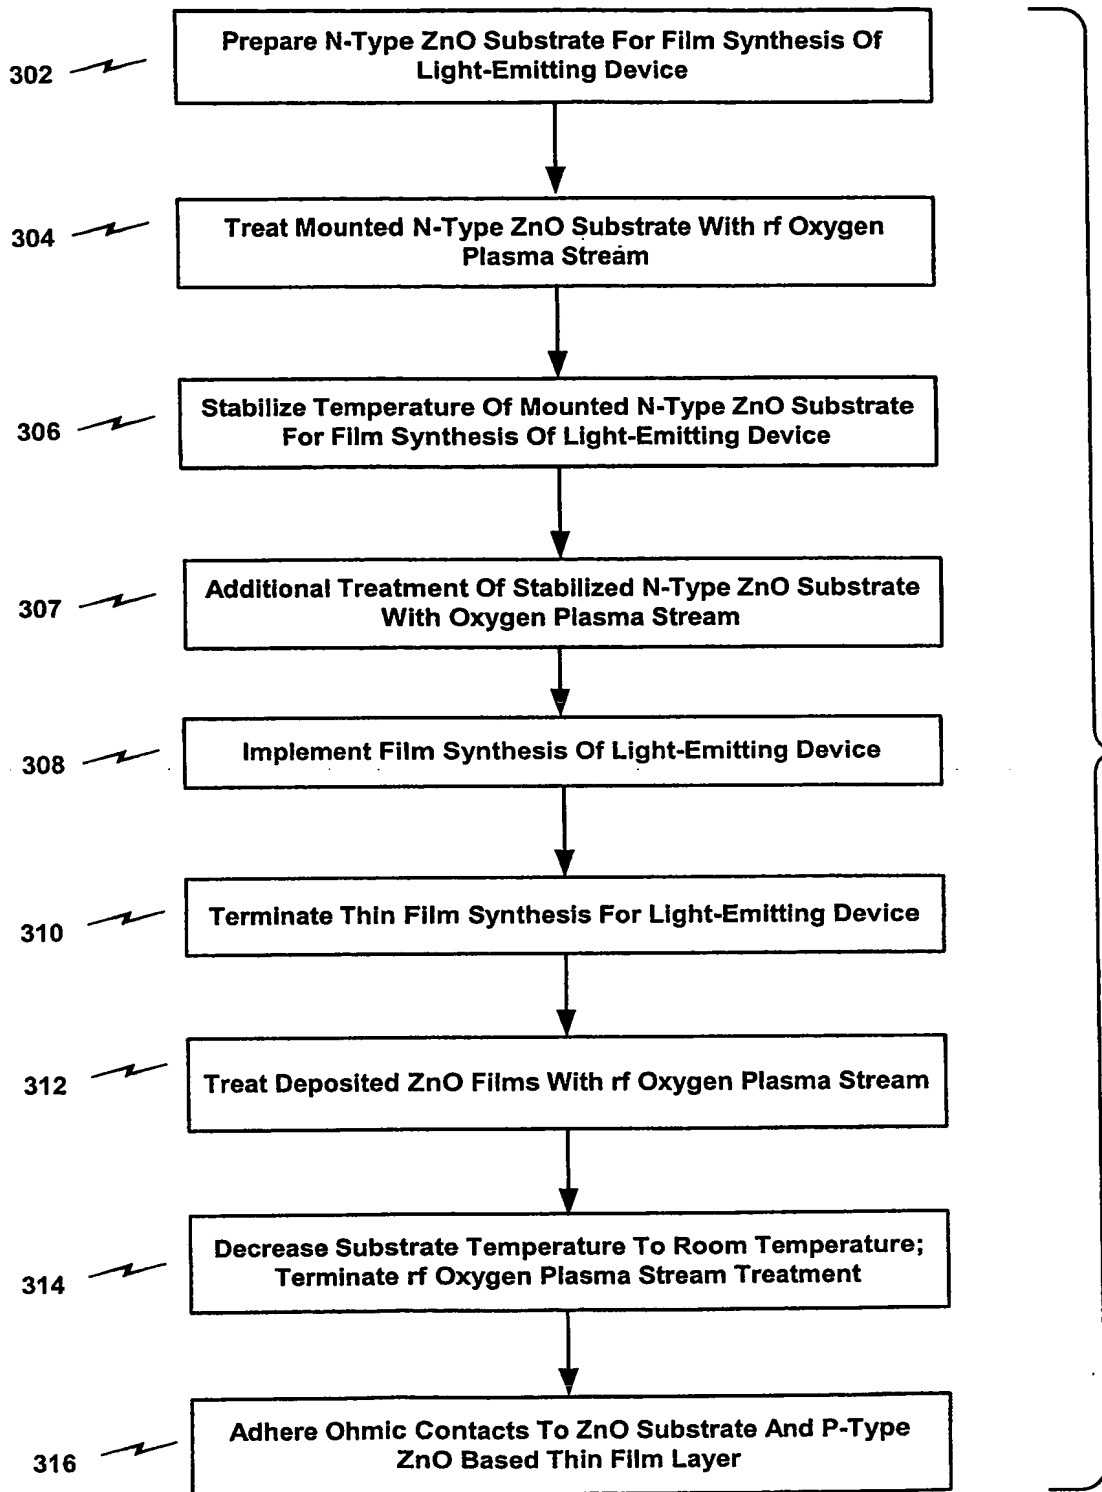 Prepare N-Type ZnO Substrate For Film Synthesis Of
Light-Emitting Device
302
Treat Mounted N-Type ZnO Substrate With rf Oxygen
Plasma Stream
304
Stabilize Temperature Of Mounted N-Type ZnO Substrate
For Film Synthesis Of Light-Emitting Device
306
Additional Treatment Of Stabilized N-Type ZnO Substrate
With Oxygen Plasma Stream
307
Implement Film Synthesis Of Light-Emitting Device
308
Terminate Thin Film Synthesis For Light-Emitting Device
310
Treat Deposited ZnO Films With rf Oxygen Plasma Stream
312
Decrease Substrate Temperature To Room Temperature;
Terminate rf Oxygen Plasma Stream Treatment
314
Adhere Ohmic Contacts To ZnO Substrate And P-Type
ZnO Based Thin Film Layer
316